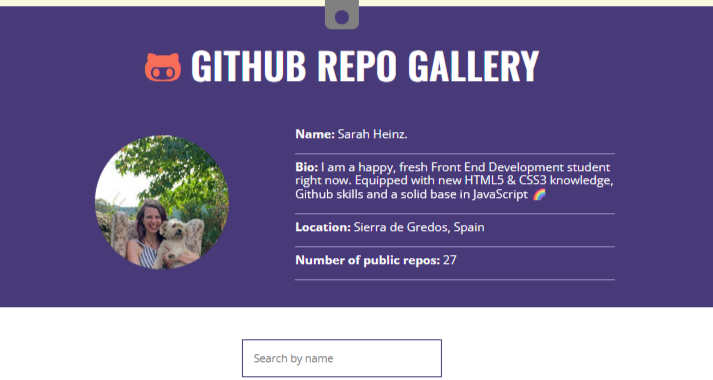 GITHUB REPO GALLERY
Name: Sarah Heinz.
Bio: I am a happy, fresh Front End Development student
right now. Equipped with new HTML5 & CSS3 knowledge,
Github skills and a solid base in JavaScript 🌈
Location: Sierra de Gredos, Spain
Number of public repos: 27
Search by name